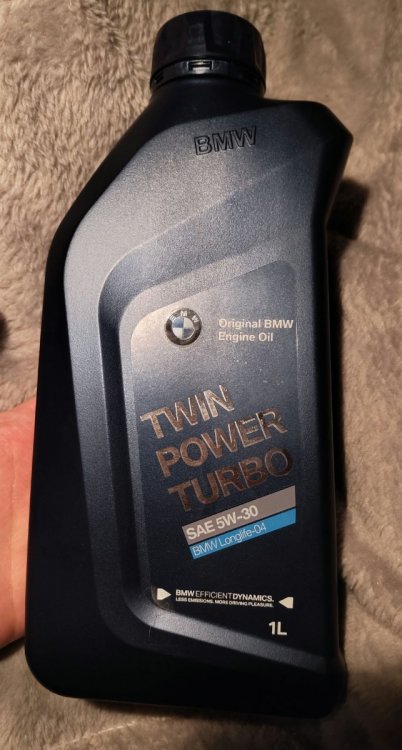 BMW
BMW
Original BMW
Engine Oil
TWIN
POWER
TURBO
SAE 5W-30
BMW Longlife-04
BMW EFFICIENTDYNAMICS.
LESS EMISSIONS. MORE DRIVING PLEASURE.
1L